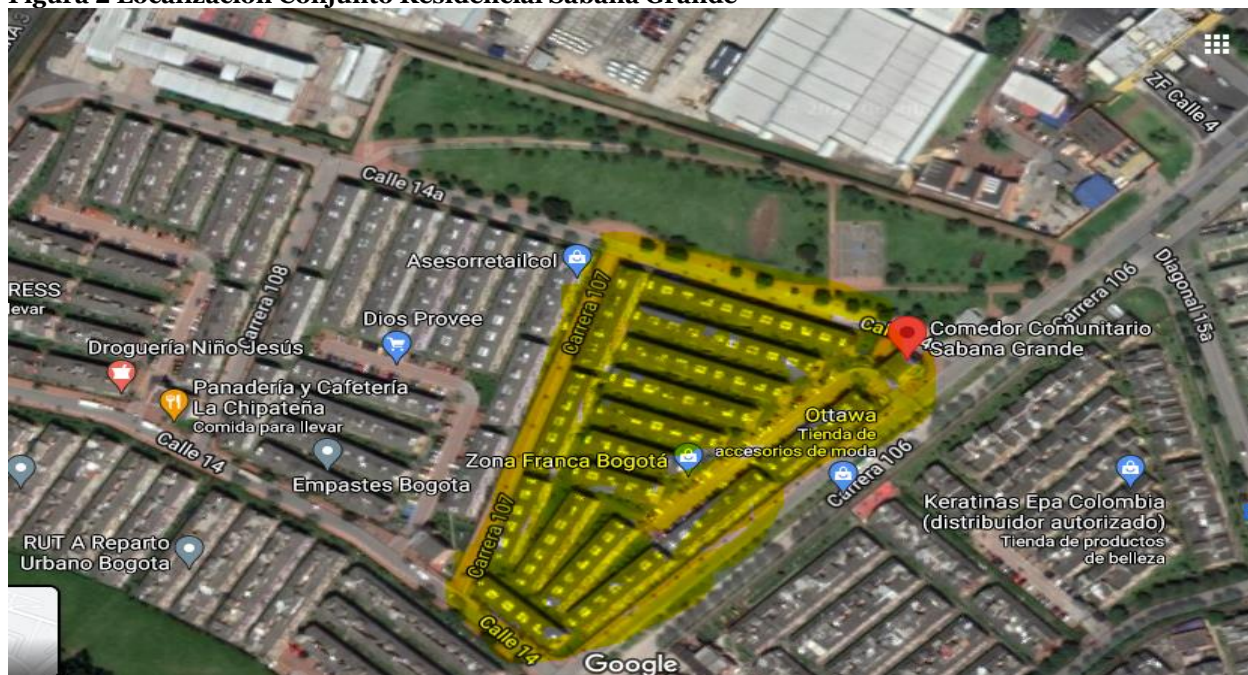 Figura 2 Localización Conjunto Residencial Sabana Grande
ZF Calle 4
Calle 14a
Asesorretailcol
Carrera 107
Carrera 106
Diagonal 15a
RESS
levar
Carrera 108
Dios Provee
Comedor Comunitario
Sabana Grande
Droguería Niño Jesús
Panadería y Cafetería
La Chipateña
Comida para llevar
Ottawa
Tienda de
accesorios de moda
Calle 14
Zona Franca Bogotá
Empastes Bogota
Carrera 106
Keratinas Epa Colombia
(distribuidor autorizado)
Tienda de productos
de belleza
Carrera 107
RUT A Reparto
Urbano Bogota
Calle 14
Google